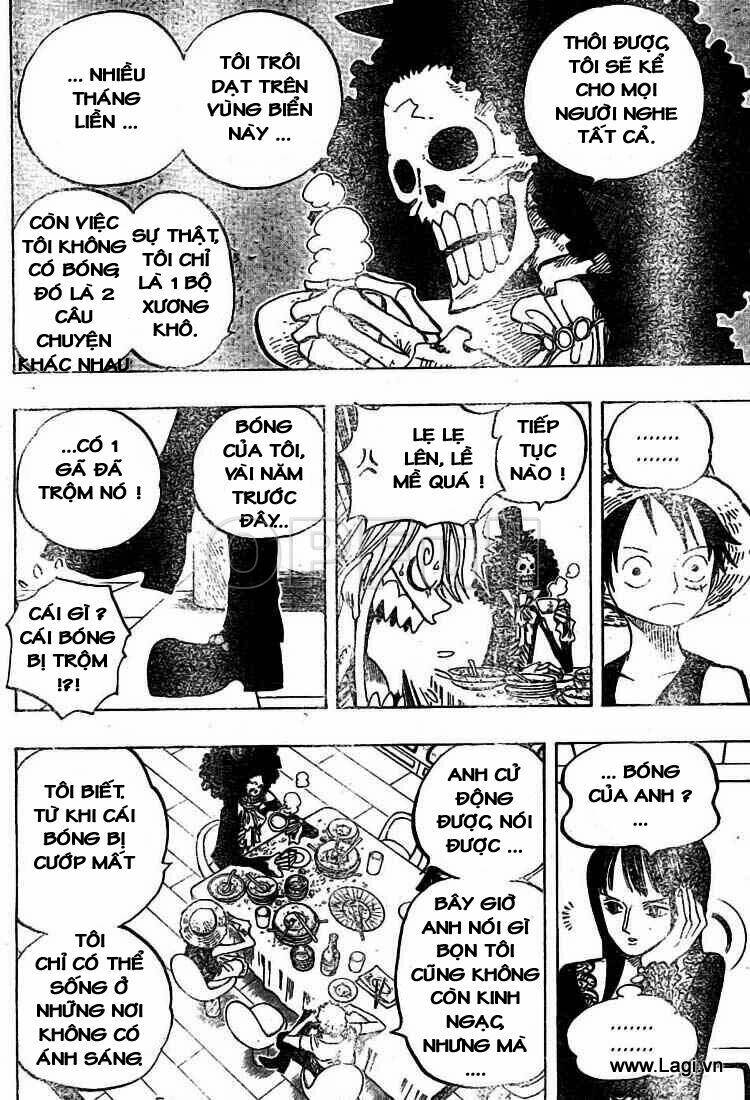 THÔI ĐƯỢC,
TÔI SẼ KỂ
CHO MỌI
NGƯỜI NGHE
TẤT CẢ.
TÔI TRÔI
DẠT TRÊN
VÙNG BIỂN
NÀY ...
... NHIỀU
THÁNG
LIỀN ...
SỰ THẬT,
TÔI CHỈ
LÀ 1 BỘ
XƯƠNG
KHÔ.
CÒN VIỆC
TÔI KHÔNG
CÓ BÓNG,
ĐÓ LÀ 2
CÂU
CHUYỆN
KHÁC NHAU
........
........
TIẾP
TỤC
NÀO !
LẸ LẸ
LÊN, LỀ
MỀ QUÁ !
BÓNG
CỦA TÔI,
VÀI NĂM
TRƯỚC
ĐÂY...
...CÓ 1
GÃ ĐÃ
TRỘM NÓ !
CÁI GÌ ?
CÁI BÓNG
BỊ TRỘM
!?!
... BÓNG
CỦA ANH ?
...
........
........
ANH CỬ
ĐỘNG
ĐƯỢC, NÓI
ĐƯỢC ...
BÂY GIỜ
ANH NÓI GÌ
BỌN TÔI
CŨNG KHÔNG
CÒN KINH
NGẠC,
NHƯNG MÀ
....
TÔI BIẾT,
TỪ KHI CÁI
BÓNG BỊ
CƯỚP MẤT
TÔI
CHỈ CÓ THỂ
SỐNG Ở
NHỮNG NƠI
KHÔNG CÓ
ÁNH SÁNG.
www.Lagi.vn